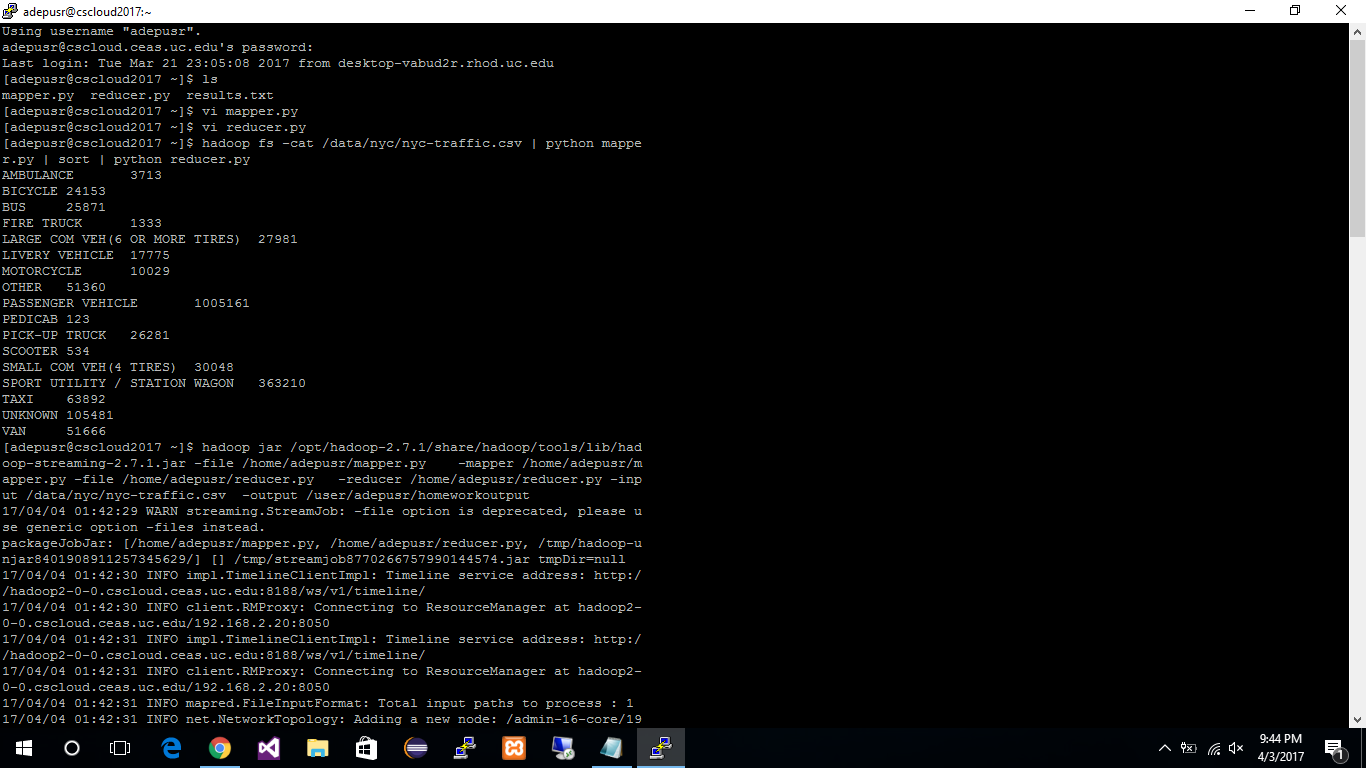 adepusr@cscloud2017:~
Using username "adepusr".
adepusr@cscloud.ceas.uc.edu's password:
Last login: Tue Mar 21 23:05:08 2017 from desktop-vabud2r.rhod.uc.edu
[adepusr@cscloud2017 ~]$ ls
mapper.py  reducer.py  results.txt
[adepusr@cscloud2017 ~]$ vi mapper.py
[adepusr@cscloud2017 ~]$ vi reducer.py
[adepusr@cscloud2017 ~]$ hadoop fs -cat /data/nyc/nyc-traffic.csv | python mappe
r.py | sort | python reducer.py
AMBULANCE       3713
BICYCLE 24153
BUS     25871
FIRE TRUCK      1333
LARGE COM VEH(6 OR MORE TIRES)  27981
LIVERY VEHICLE  17775
MOTORCYCLE      10029
OTHER   51360
PASSENGER VEHICLE       1005161
PEDICAB 123
PICK-UP TRUCK   26281
SCOOTER 534
SMALL COM VEH(4 TIRES)  30048
SPORT UTILITY / STATION WAGON   363210
TAXI    63892
UNKNOWN 105481
VAN     51666
[adepusr@cscloud2017 ~]$ hadoop jar /opt/hadoop-2.7.1/share/hadoop/tools/lib/had
oop-streaming-2.7.1.jar -file /home/adepusr/mapper.py    -mapper /home/adepusr/m
apper.py -file /home/adepusr/reducer.py   -reducer /home/adepusr/reducer.py -inp
ut /data/nyc/nyc-traffic.csv  -output /user/adepusr/homeworkoutput
17/04/04 01:42:29 WARN streaming.StreamJob: -file option is deprecated, please u
se generic option -files instead.
packageJobJar: [/home/adepusr/mapper.py, /home/adepusr/reducer.py, /tmp/hadoop-u
njar8401908911257345629/] [] /tmp/streamjob8770266757990144574.jar tmpDir=null
17/04/04 01:42:30 INFO impl.TimelineClientImpl: Timeline service address: http:/
/hadoop2-0-0.cscloud.ceas.uc.edu:8188/ws/v1/timeline/
17/04/04 01:42:30 INFO client.RMProxy: Connecting to ResourceManager at hadoop2-
0-0.cscloud.ceas.uc.edu/192.168.2.20:8050
17/04/04 01:42:31 INFO impl.TimelineClientImpl: Timeline service address: http:/
/hadoop2-0-0.cscloud.ceas.uc.edu:8188/ws/v1/timeline/
17/04/04 01:42:31 INFO client.RMProxy: Connecting to ResourceManager at hadoop2-
0-0.cscloud.ceas.uc.edu/192.168.2.20:8050
17/04/04 01:42:31 INFO mapred.FileInputFormat: Total input paths to process : 1
17/04/04 01:42:31 INFO net.NetworkTopology: Adding a new node: /admin-16-core/19
9:44 PM
4/3/2017
1